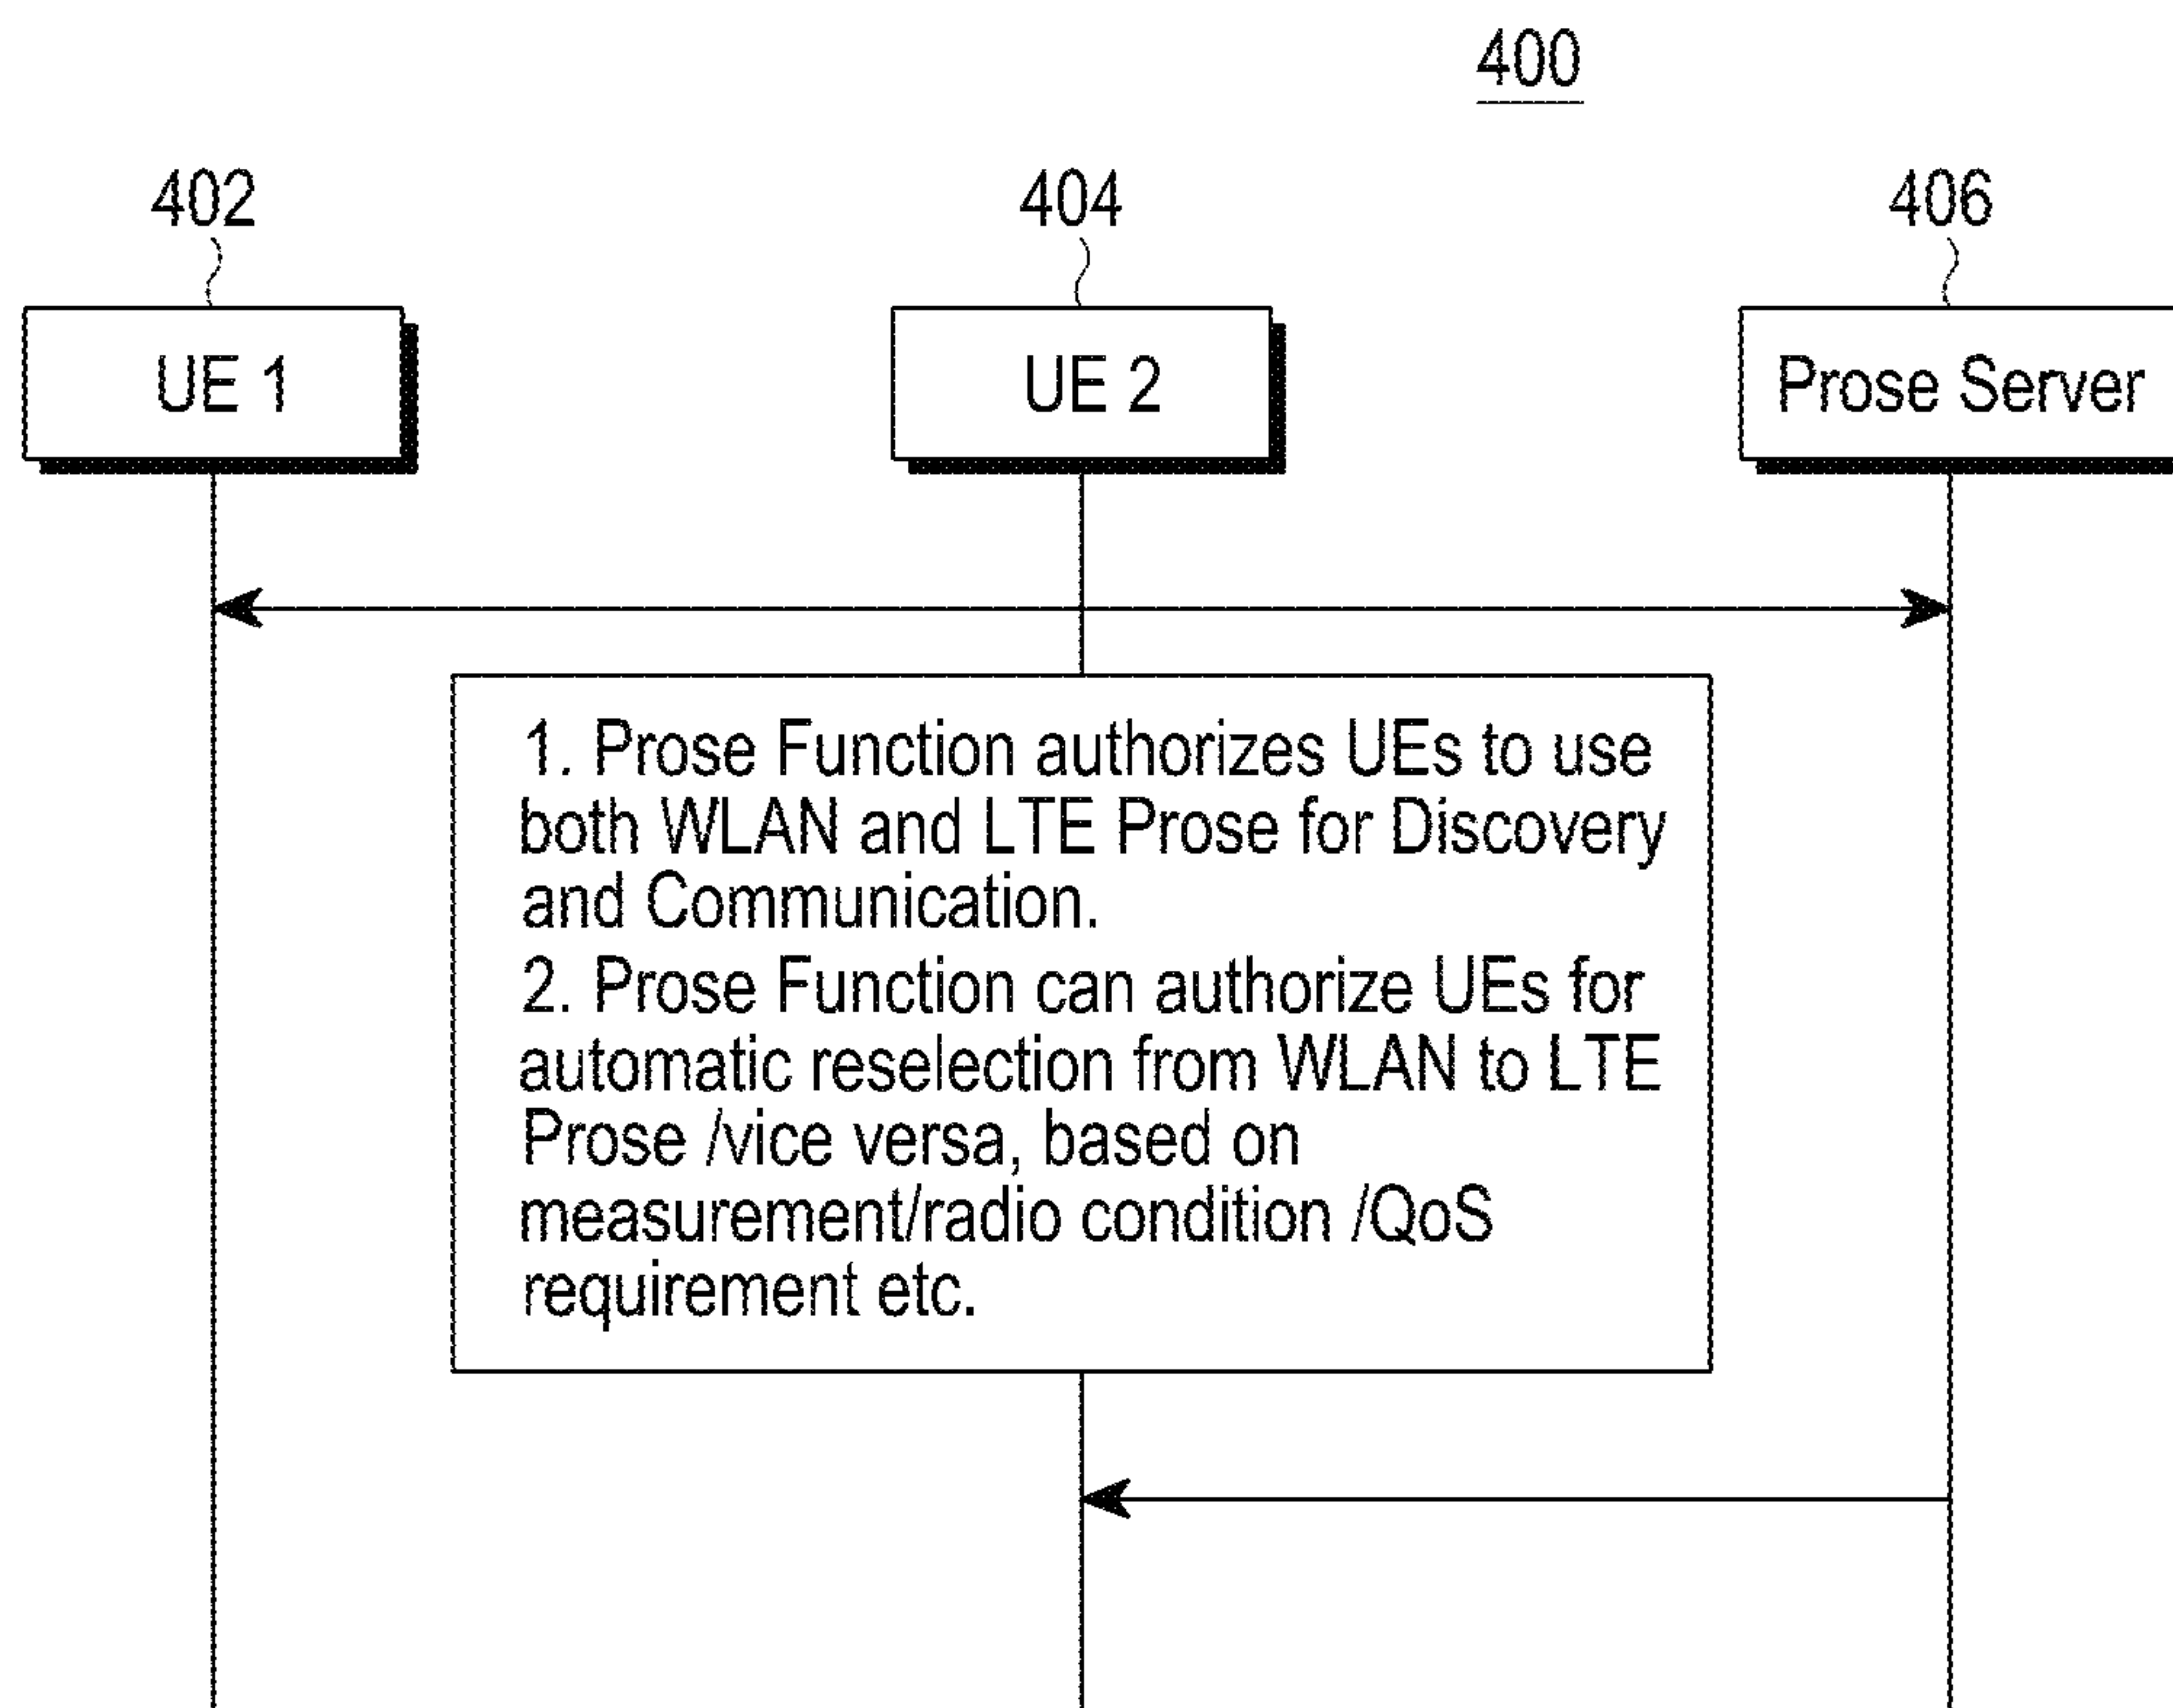 400
402
404
406
UE 1
UE 2
Prose Server
1. Prose Function authorizes UEs to use
both WLAN and LTE Prose for Discovery
and Communication.
2. Prose Function can authorize UEs for
automatic reselection from WLAN to LTE
Prose /vice versa, based on
measurement/radio condition /QoS
requirement etc.